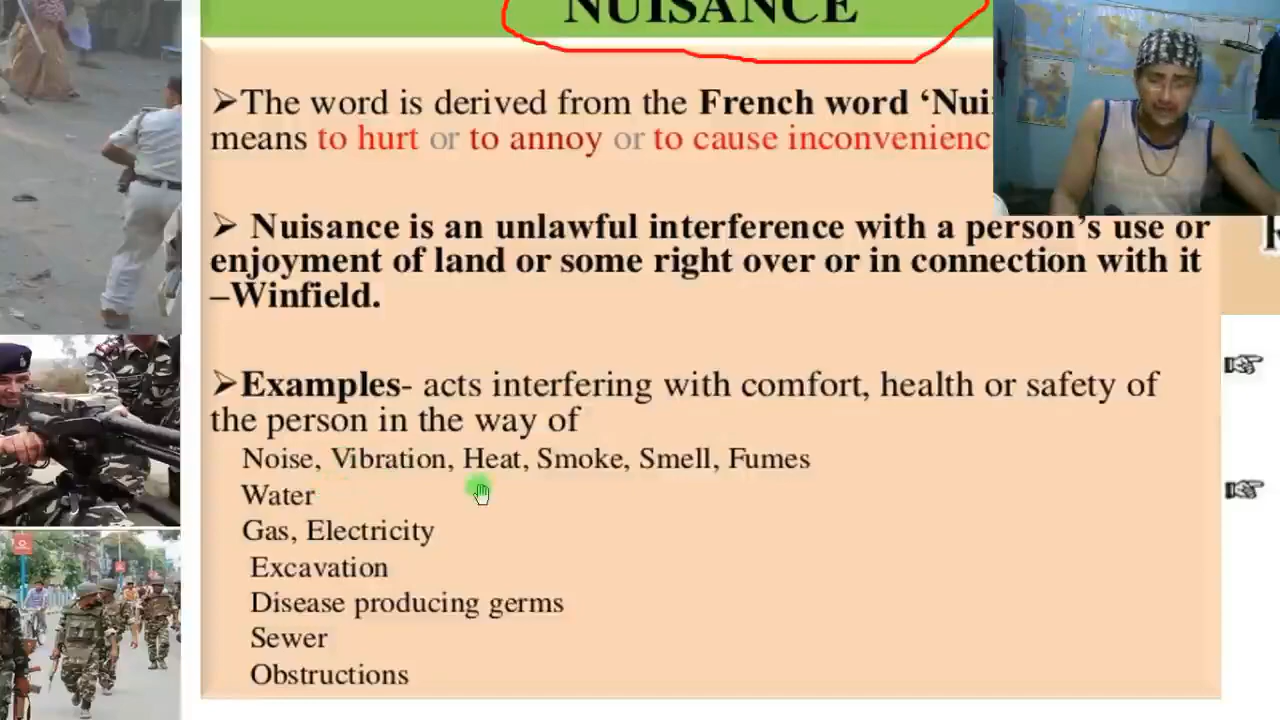 NUISANCE
➢The word is derived from the French word ‘Nui
means to hurt or to annoy or to cause inconvenienc
➢ Nuisance is an unlawful interference with a person’s use or
enjoyment of land or some right over or in connection with it
–Winfield.
➢Examples- acts interfering with comfort, health or safety of
the person in the way of
Noise, Vibration, Heat, Smoke, Smell, Fumes
Water
Gas, Electricity
Excavation
Disease producing germs
Sewer
Obstructions